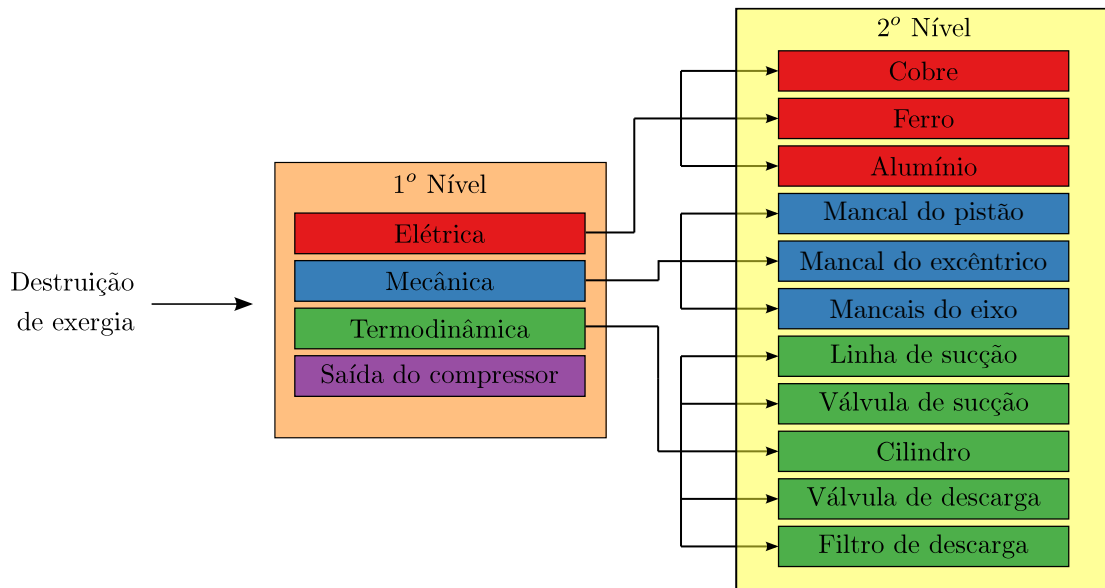 Destruição
de exergia
1º Nível
Elétrica
Mecânica
Termodinâmica
Saída do compressor
2º Nível
Cobre
Ferro
Alumínio
Mancal do pistão
Mancal do excêntrico
Mancais do eixo
Linha de sucção
Válvula de sucção
Cilindro
Válvula de descarga
Filtro de descarga